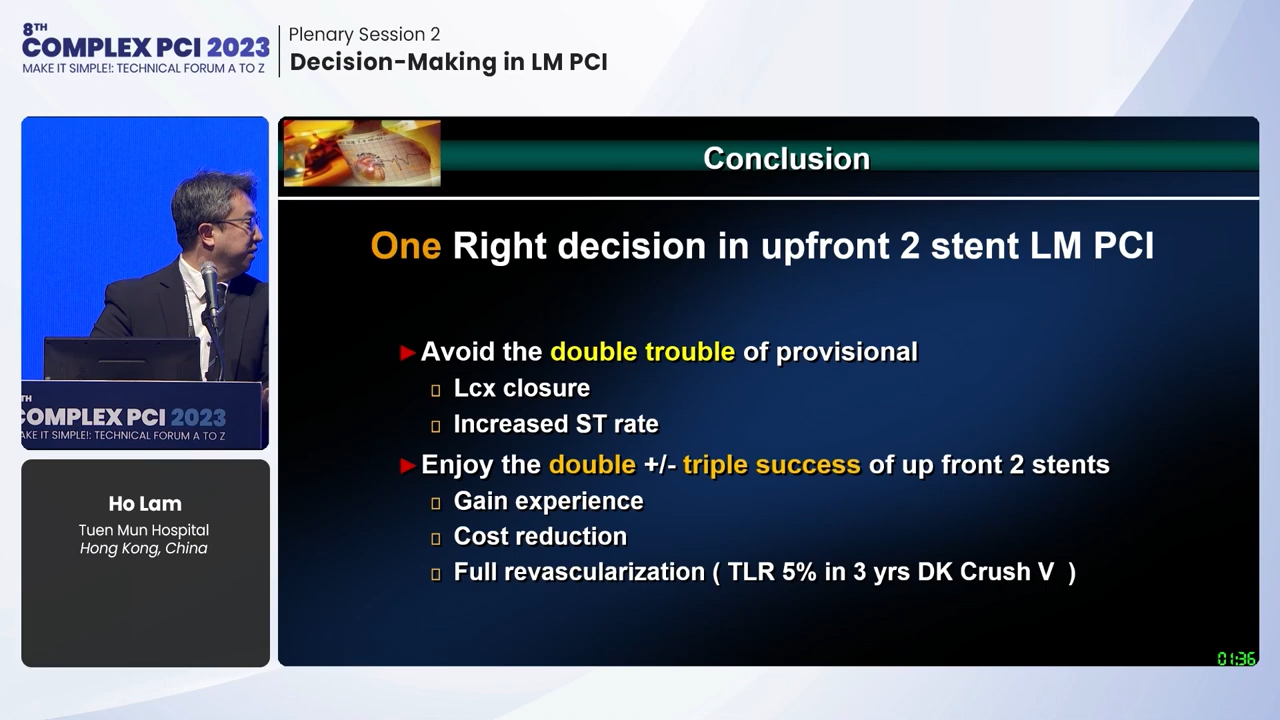 8TH
COMPLEX PCI 2023
MAKE IT SIMPLE!: TECHNICAL FORUM A TO Z
Plenary Session 2
Decision-Making in LM PCI
Conclusion
One Right decision in upfront 2 stent LM PCI
►Avoid the double trouble of provisional
Lcx closure
Increased ST rate
►Enjoy the double +/- triple success of up front 2 stents
Gain experience
Cost reduction
Full revascularization ( TLR 5% in 3 yrs DK Crush V )
01:36
TH
COMPLEX PCI 2023
AKE IT SIMPLE!: TECHNICAL FORUM A TO Z
Ho Lam
Tuen Mun Hospital
Hong Kong, China